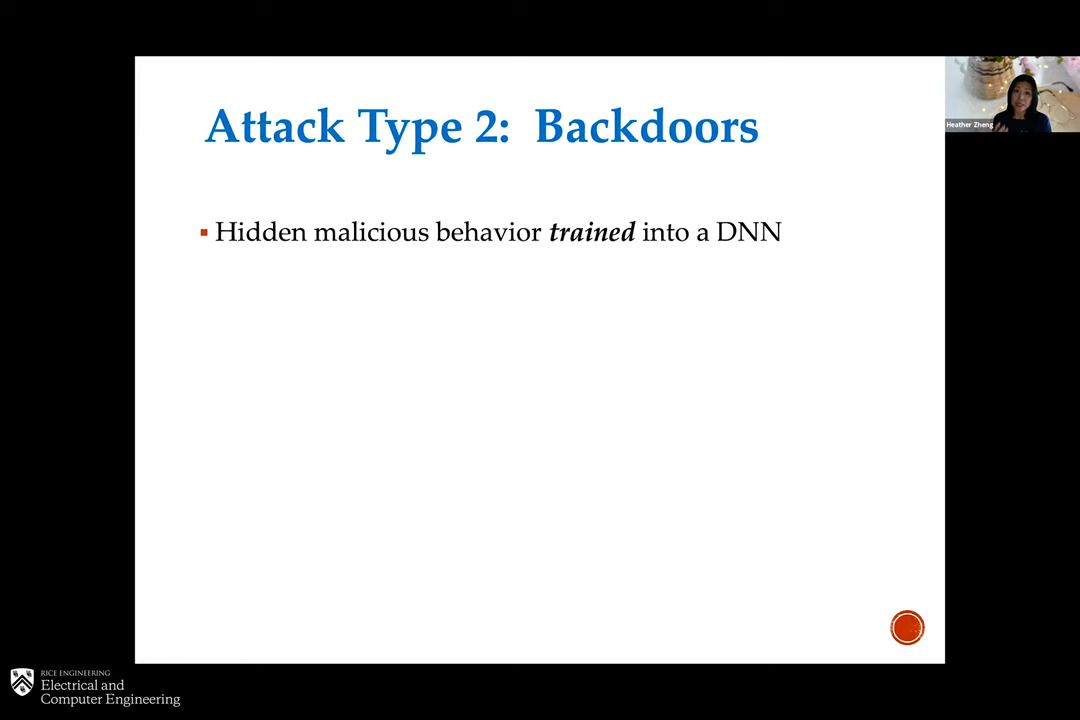 Attack Type 2: Backdoors
Heather Zheng
Hidden malicious behavior trained into a DNN
RICE ENGINEERING
Electrical and
Computer Engineering